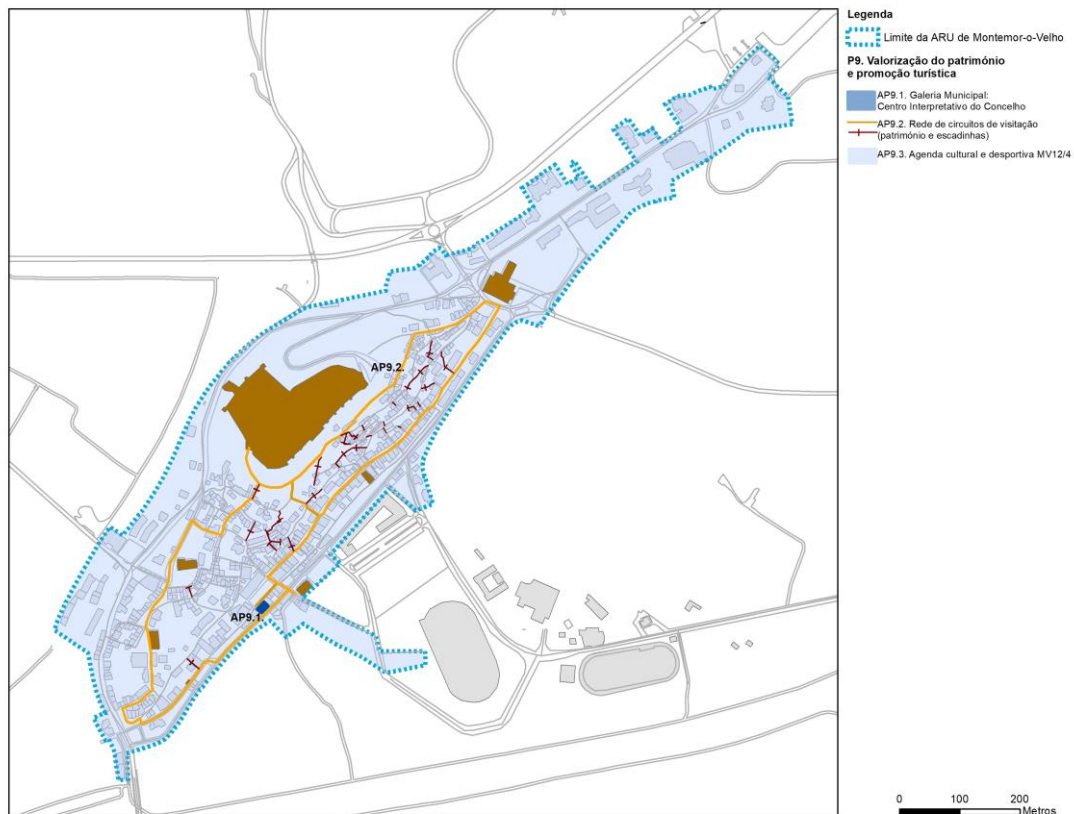 Legenda
Limite da ARU de Montemor-o-Velho
P9. Valorização do património
e promoção turística
AP9.1. Galeria Municipal:
Centro Interpretativo do Concelho
AP9.2. Rede de circuitos de visitação
(património e escadinhas)
AP9.3. Agenda cultural e desportiva MV12/4
AP9.2.
AP9.1.
0 100 200
Metros